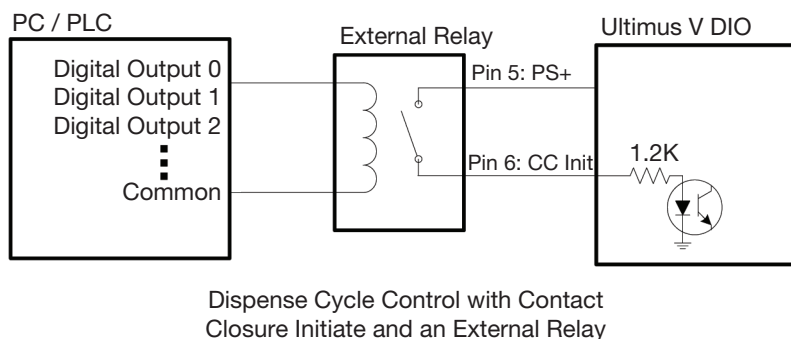 PC / PLC
Digital Output 0
Digital Output 1
Digital Output 2
Common
External Relay
Ultimus V DIO
Pin 5: PS+
Pin 6: CC Init
1.2K
Dispense Cycle Control with Contact
Closure Initiate and an External Relay